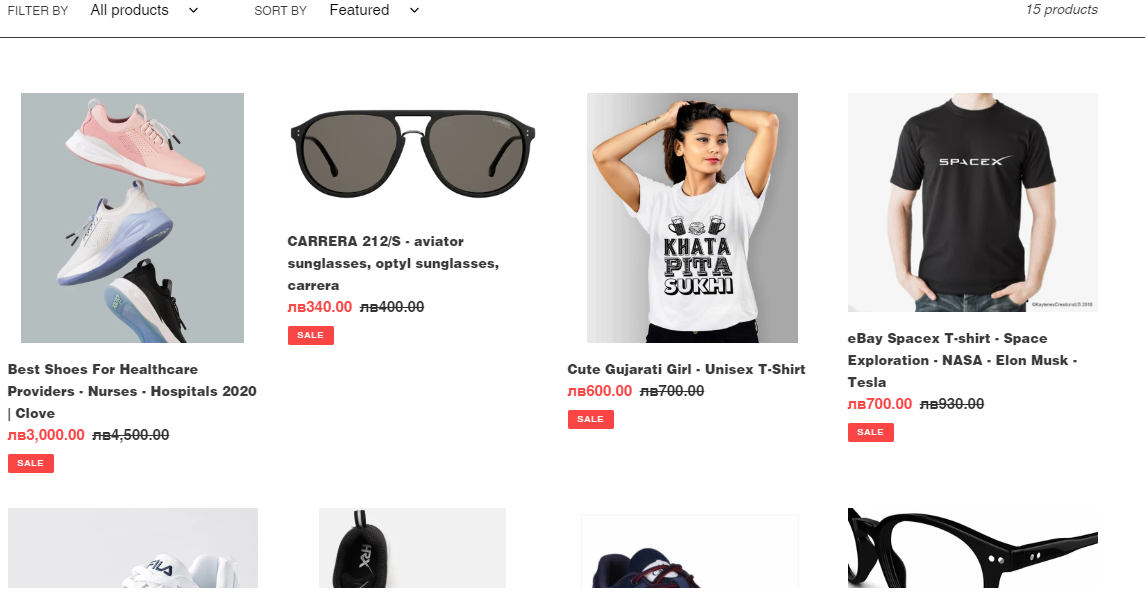 FILTER BY All products SORT BY Featured 15 products
SPACEX
KHATA
PITA
SUKHI
Best Shoes For Healthcare
Providers - Nurses - Hospitals 2020
| Clove
лв3,000.00 лв4,500.00
SALE
CARRERA 212/S - aviator
sunglasses, optyl sunglasses,
carrera
лв340.00 лв400.00
SALE
Cute Gujarati Girl - Unisex T-Shirt
лв600.00 лв700.00
SALE
eBay Spacex T-shirt - Space
Exploration - NASA - Elon Musk -
Tesla
лв700.00 лв930.00
SALE
FILA
HRX